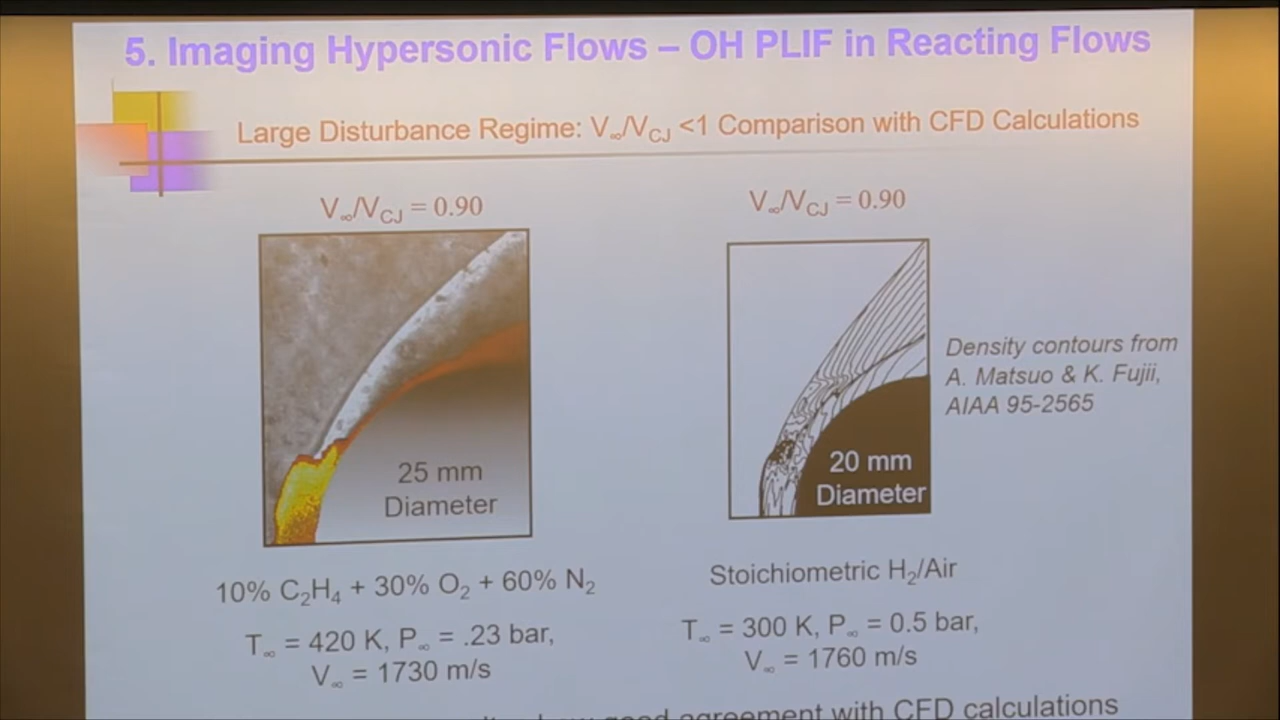 5. Imaging Hypersonic Flows – OH PLIF in Reacting Flows
Large Disturbance Regime: V∞/VCJ <1 Comparison with CFD Calculations
V∞/VCJ = 0.90
V∞/VCJ = 0.90
25 mm
Diameter
20 mm
Diameter
Density contours from
A. Matsuo & K. Fujii,
AIAA 95-2565
10% C₂H₄ + 30% O₂ + 60% N₂
T∞ = 420 K, P∞ = .23 bar,
V∞ = 1730 m/s
Stoichiometric H₂/Air
T∞ = 300 K, P∞ = 0.5 bar,
V∞ = 1760 m/s
good agreement with CFD calculations